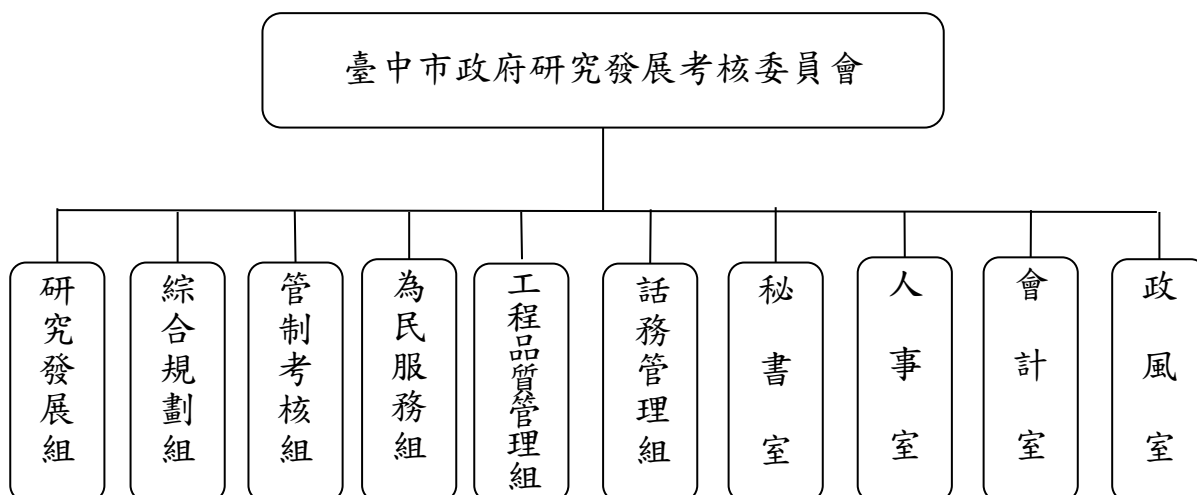 臺中市政府研究發展考核委員會
研究發展組
綜合規劃組
管制考核組
為民服務組
工程品質管理組
話務管理組
秘書室
人事室
會計室
政風室